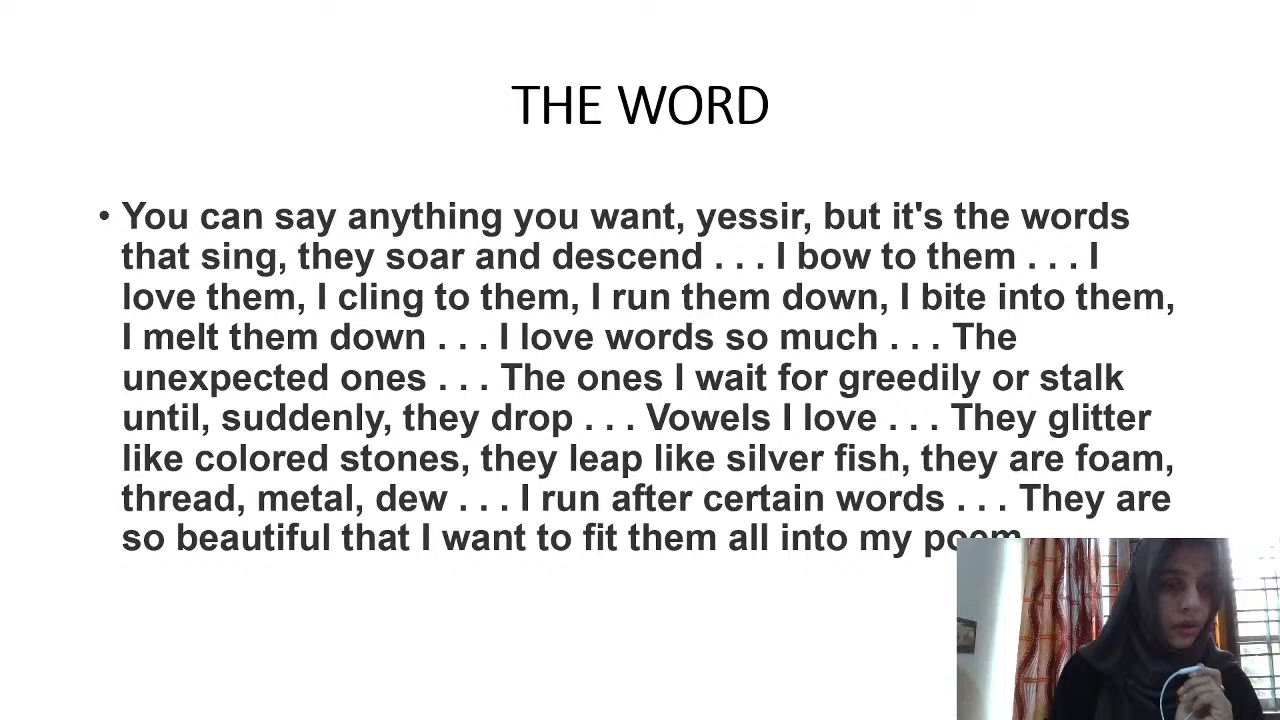 THE WORD
• You can say anything you want, yessir, but it's the words
that sing, they soar and descend . . . I bow to them . . . I
love them, I cling to them, I run them down, I bite into them,
I melt them down . . . I love words so much . . . The
unexpected ones . . . The ones I wait for greedily or stalk
until, suddenly, they drop . . . Vowels I love . . . They glitter
like colored stones, they leap like silver fish, they are foam,
thread, metal, dew . . . I run after certain words . . . They are
so beautiful that I want to fit them all into my poem